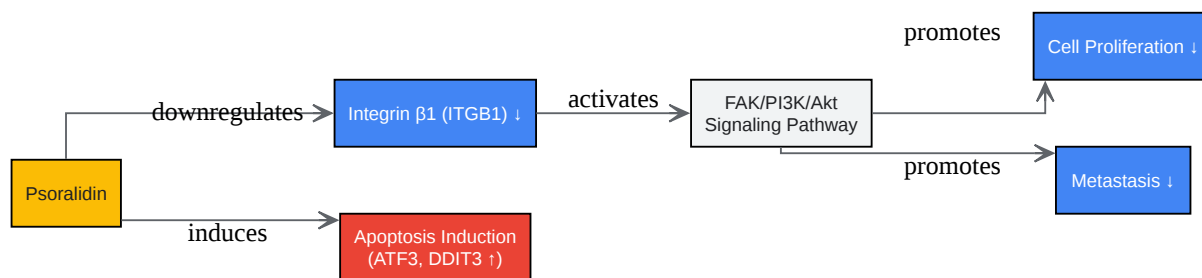 promotes
Cell Proliferation ↓
downregulates
Integrin β1 (ITGB1) ↓
activates
FAK/PI3K/Akt
Signaling Pathway
Psoralidin
promotes
Metastasis ↓
induces
Apoptosis Induction
(ATF3, DDIT3 ↑)